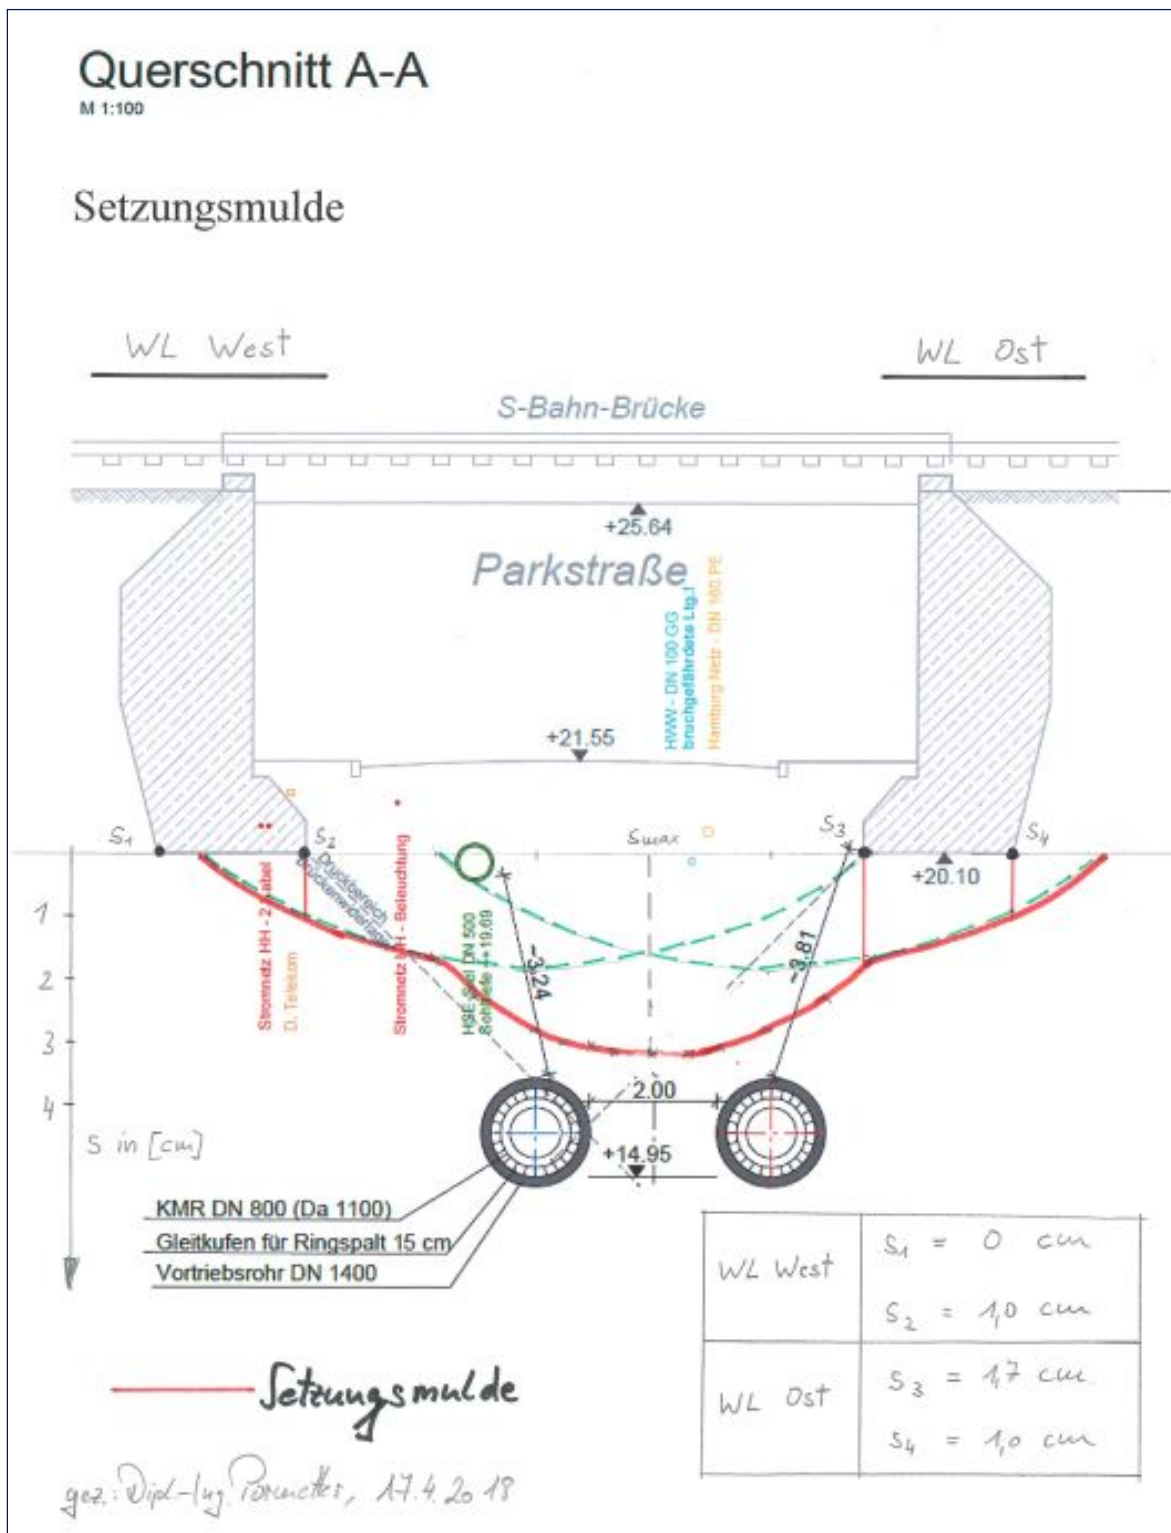 Querschnitt A-A
M 1:100
Setzungsmulde
WL West
WL Ost
S-Bahn-Brücke
+25.64
Parkstraße
HWW - DN 100 GG
bruchgefährdete Ltg.!
Hamburg Netz - DN 160 PE
+21.55
S1
S2
Smax
S3
S4
+20.10
Druckbereich
Brückenwiderlager
Stromnetz HH - 2 Kabel
D. Telekom
Stromnetz HH - Beleuchtung
HSE-Siel DN 500
Sohltiefe ~+19.69
~3,24
~3,81
1
2
3
4
S in [cm]
2.00
+14.95
KMR DN 800 (Da 1100)
Gleitkufen für Ringspalt 15 cm
Vortriebsrohr DN 1400
WL West
S1 = 0 cm
S2 = 1,0 cm
WL Ost
S3 = 1,7 cm
S4 = 1,0 cm
Setzungsmulde
gez.: Dipl.-Ing. 17.4.2018